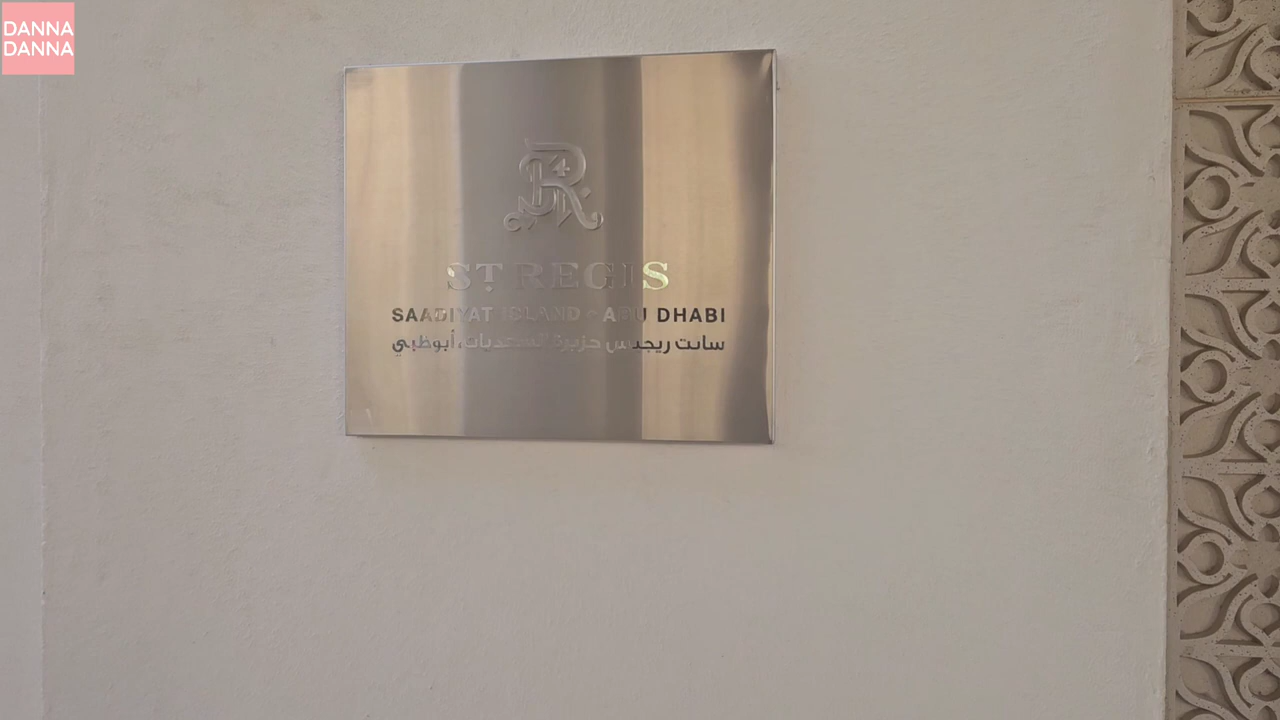 DANNA
DANNA
ST REGIS
SAADIYAT ISLAND - ABU DHABI
سانت ريجيس جزيرة السعديات، أبوظبي